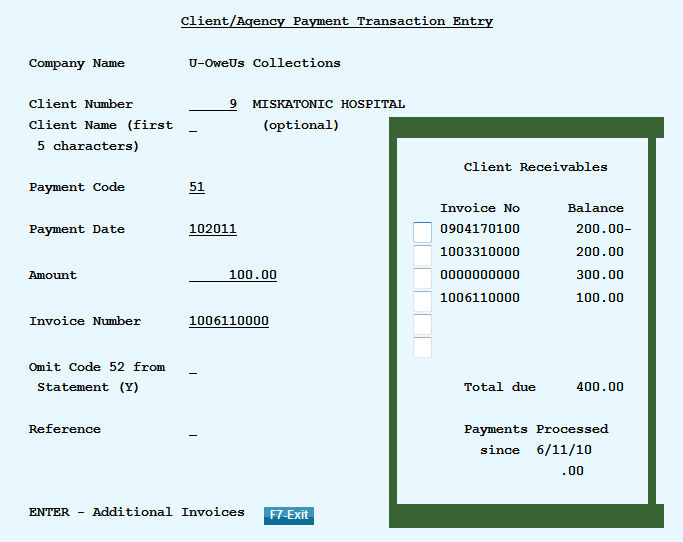 Client/Agency Payment Transaction Entry
Company Name U-OweUs Collections
Client Number 9 MISKATONIC HOSPITAL
Client Name (first (optional)
5 characters)
Client Receivables
Payment Code 51
Invoice No Balance
Payment Date 102011 0904170100 200.00-
1003310000 200.00
Amount 100.00 0000000000 300.00
1006110000 100.00
Invoice Number 1006110000
Omit Code 52 from
Statement (Y) Total due 400.00
Reference Payments Processed
since 6/11/10
.00
ENTER - Additional Invoices F7-Exit